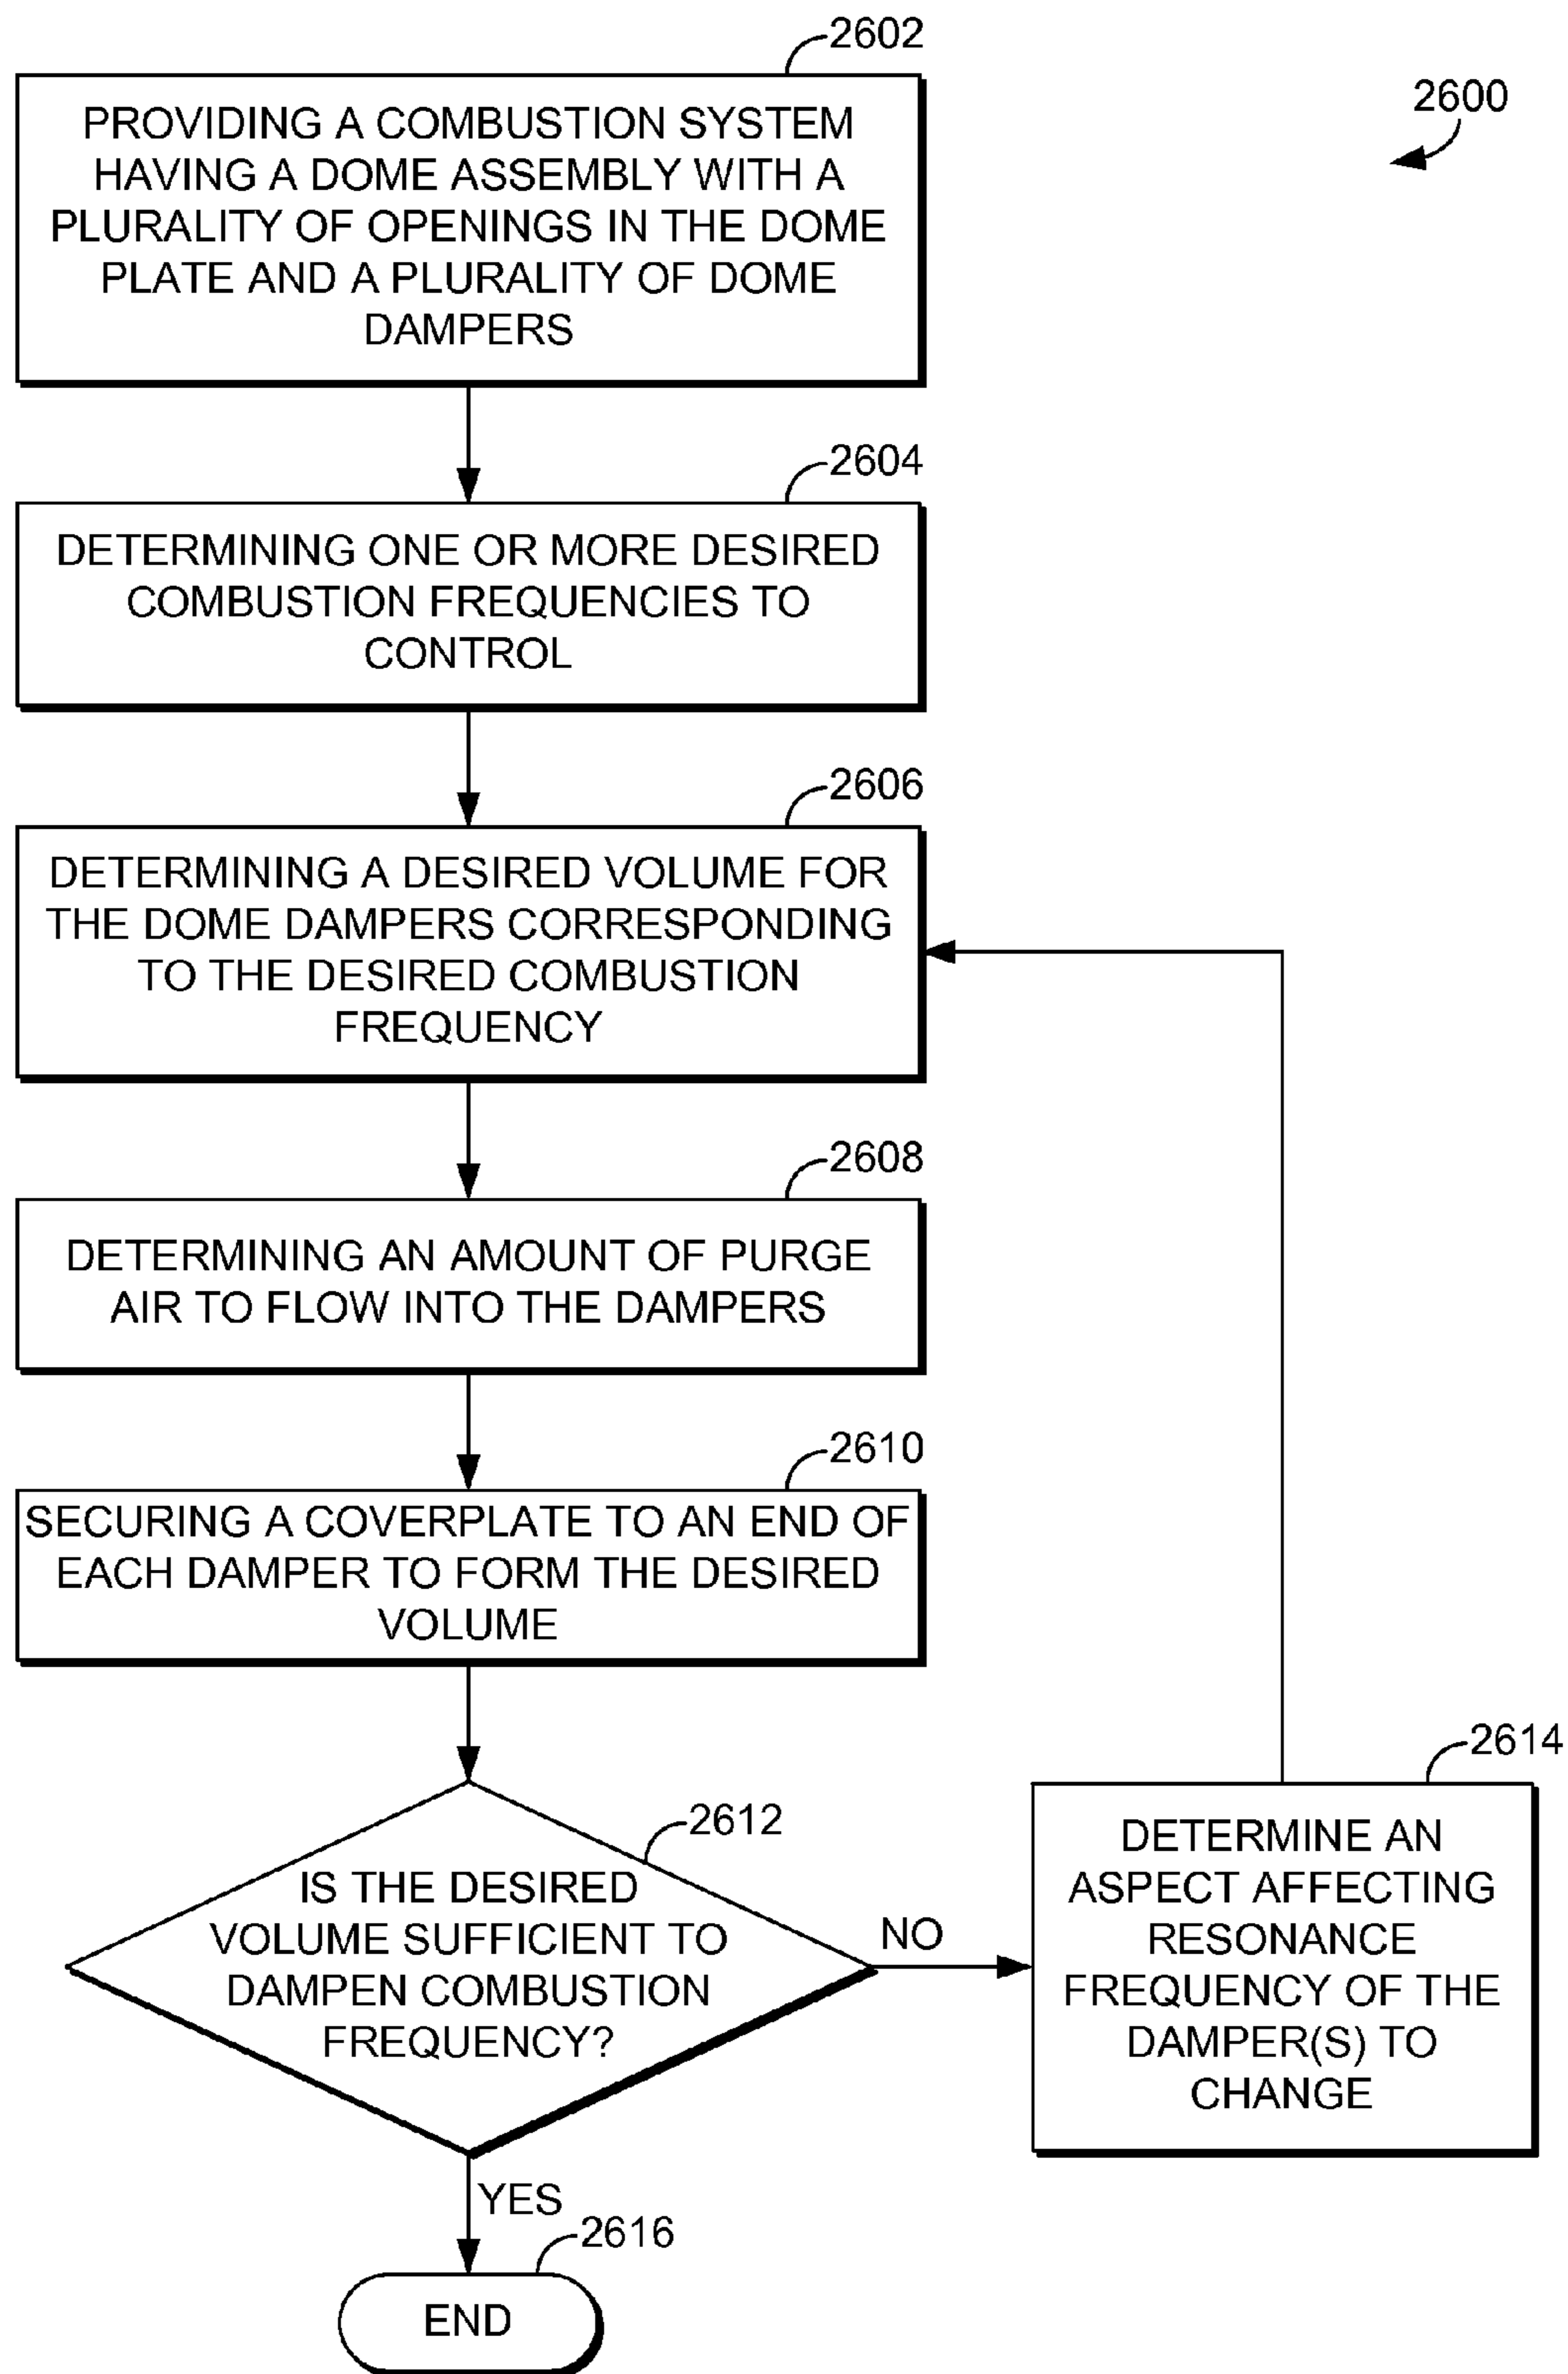 2602
2600
PROVIDING A COMBUSTION SYSTEM
HAVING A DOME ASSEMBLY WITH A
PLURALITY OF OPENINGS IN THE DOME
PLATE AND A PLURALITY OF DOME
DAMPERS
2604
DETERMINING ONE OR MORE DESIRED
COMBUSTION FREQUENCIES TO
CONTROL
2606
DETERMINING A DESIRED VOLUME FOR
THE DOME DAMPERS CORRESPONDING
TO THE DESIRED COMBUSTION
FREQUENCY
2608
DETERMINING AN AMOUNT OF PURGE
AIR TO FLOW INTO THE DAMPERS
2610
SECURING A COVERPLATE TO AN END OF
EACH DAMPER TO FORM THE DESIRED
VOLUME
2612
IS THE DESIRED
VOLUME SUFFICIENT TO
DAMPEN COMBUSTION
FREQUENCY?
NO
2614
DETERMINE AN
ASPECT AFFECTING
RESONANCE
FREQUENCY OF THE
DAMPER(S) TO
CHANGE
YES
2616
END